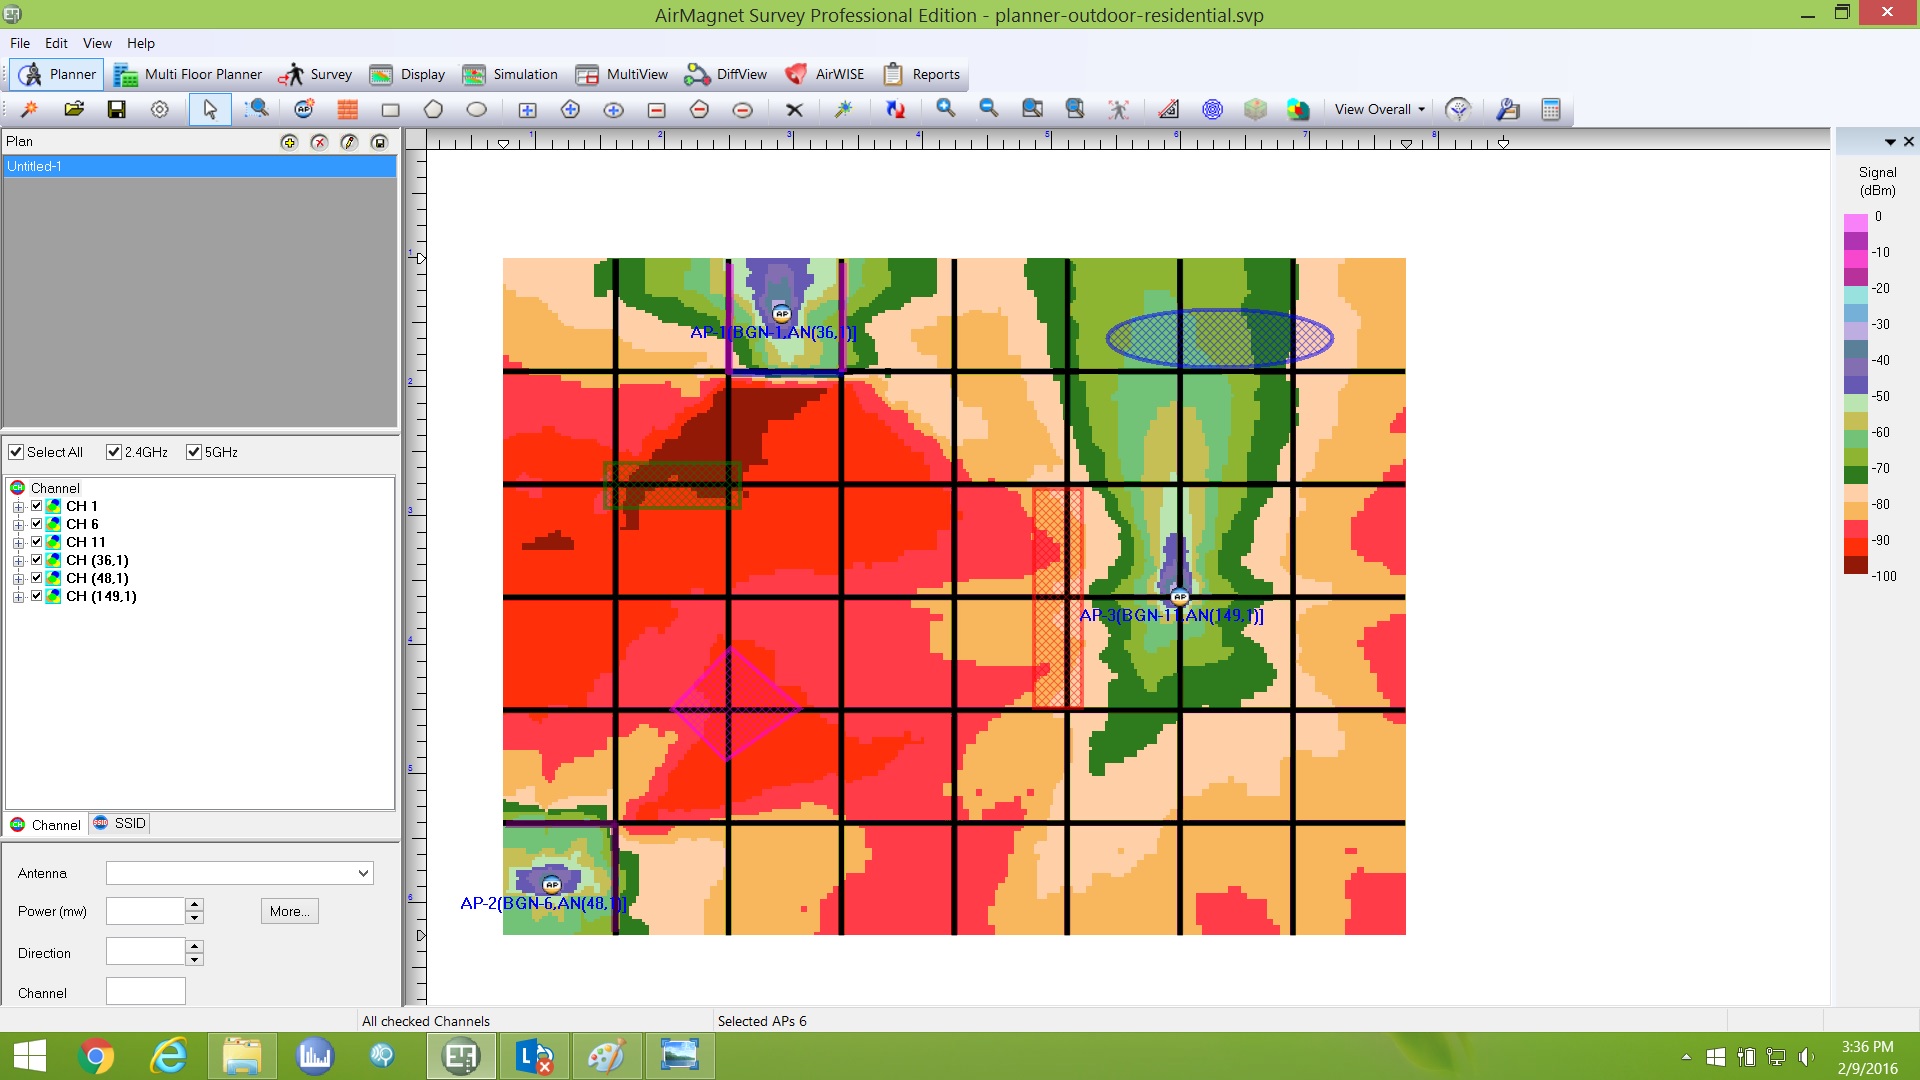 AirMagnet Survey Professional Edition - planner-outdoor-residential.svp
File Edit View Help
Planner Multi Floor Planner Survey Display Simulation MultiView DiffView AirWISE Reports
View Overall
Plan
Untitled-1
Select All 2.4GHz 5GHz
Channel
CH 1
CH 6
CH 11
CH (36,1)
CH (48,1)
CH (149,1)
Channel SSID
Antenna
Power (mw) More...
Direction
Channel
1 2 3 4 5 6 7 8
1
2
3
4
5
6
AP
AP-1(BGN-1,AN(36,1)]
AP
AP-3(BGN-11,AN(149,1)]
AP
AP-2(BGN-6,AN(48,1)]
Signal
(dBm)
0
-10
-20
-30
-40
-50
-60
-70
-80
-90
-100
All checked Channels Selected APs 6
3:36 PM
2/9/2016